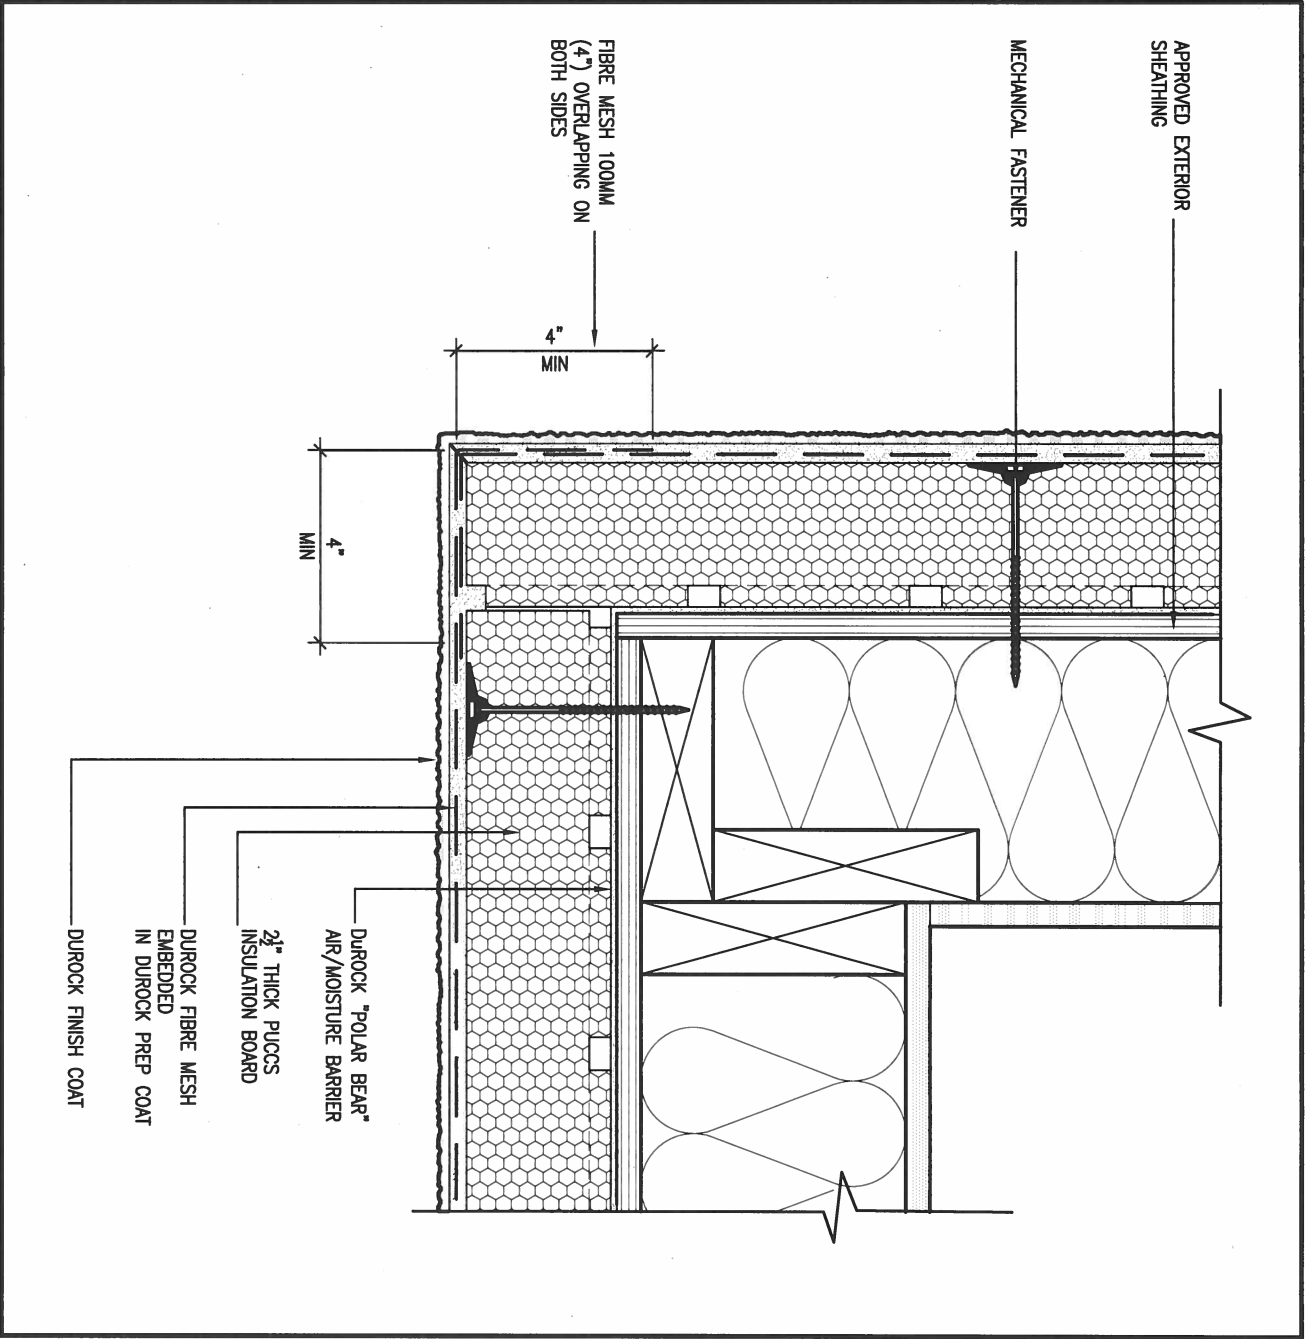 APPROVED EXTERIOR
SHEATHING
MECHANICAL FASTENER
FIBRE MESH 100MM
(4") OVERLAPPING ON
BOTH SIDES
4"
MIN
4"
MIN
DuROCK "POLAR BEAR"
AIR/MOISTURE BARRIER
2½" THICK PUCCS
INSULATION BOARD
DUROCK FIBRE MESH
EMBEDDED
IN DUROCK PREP COAT
DUROCK FINISH COAT